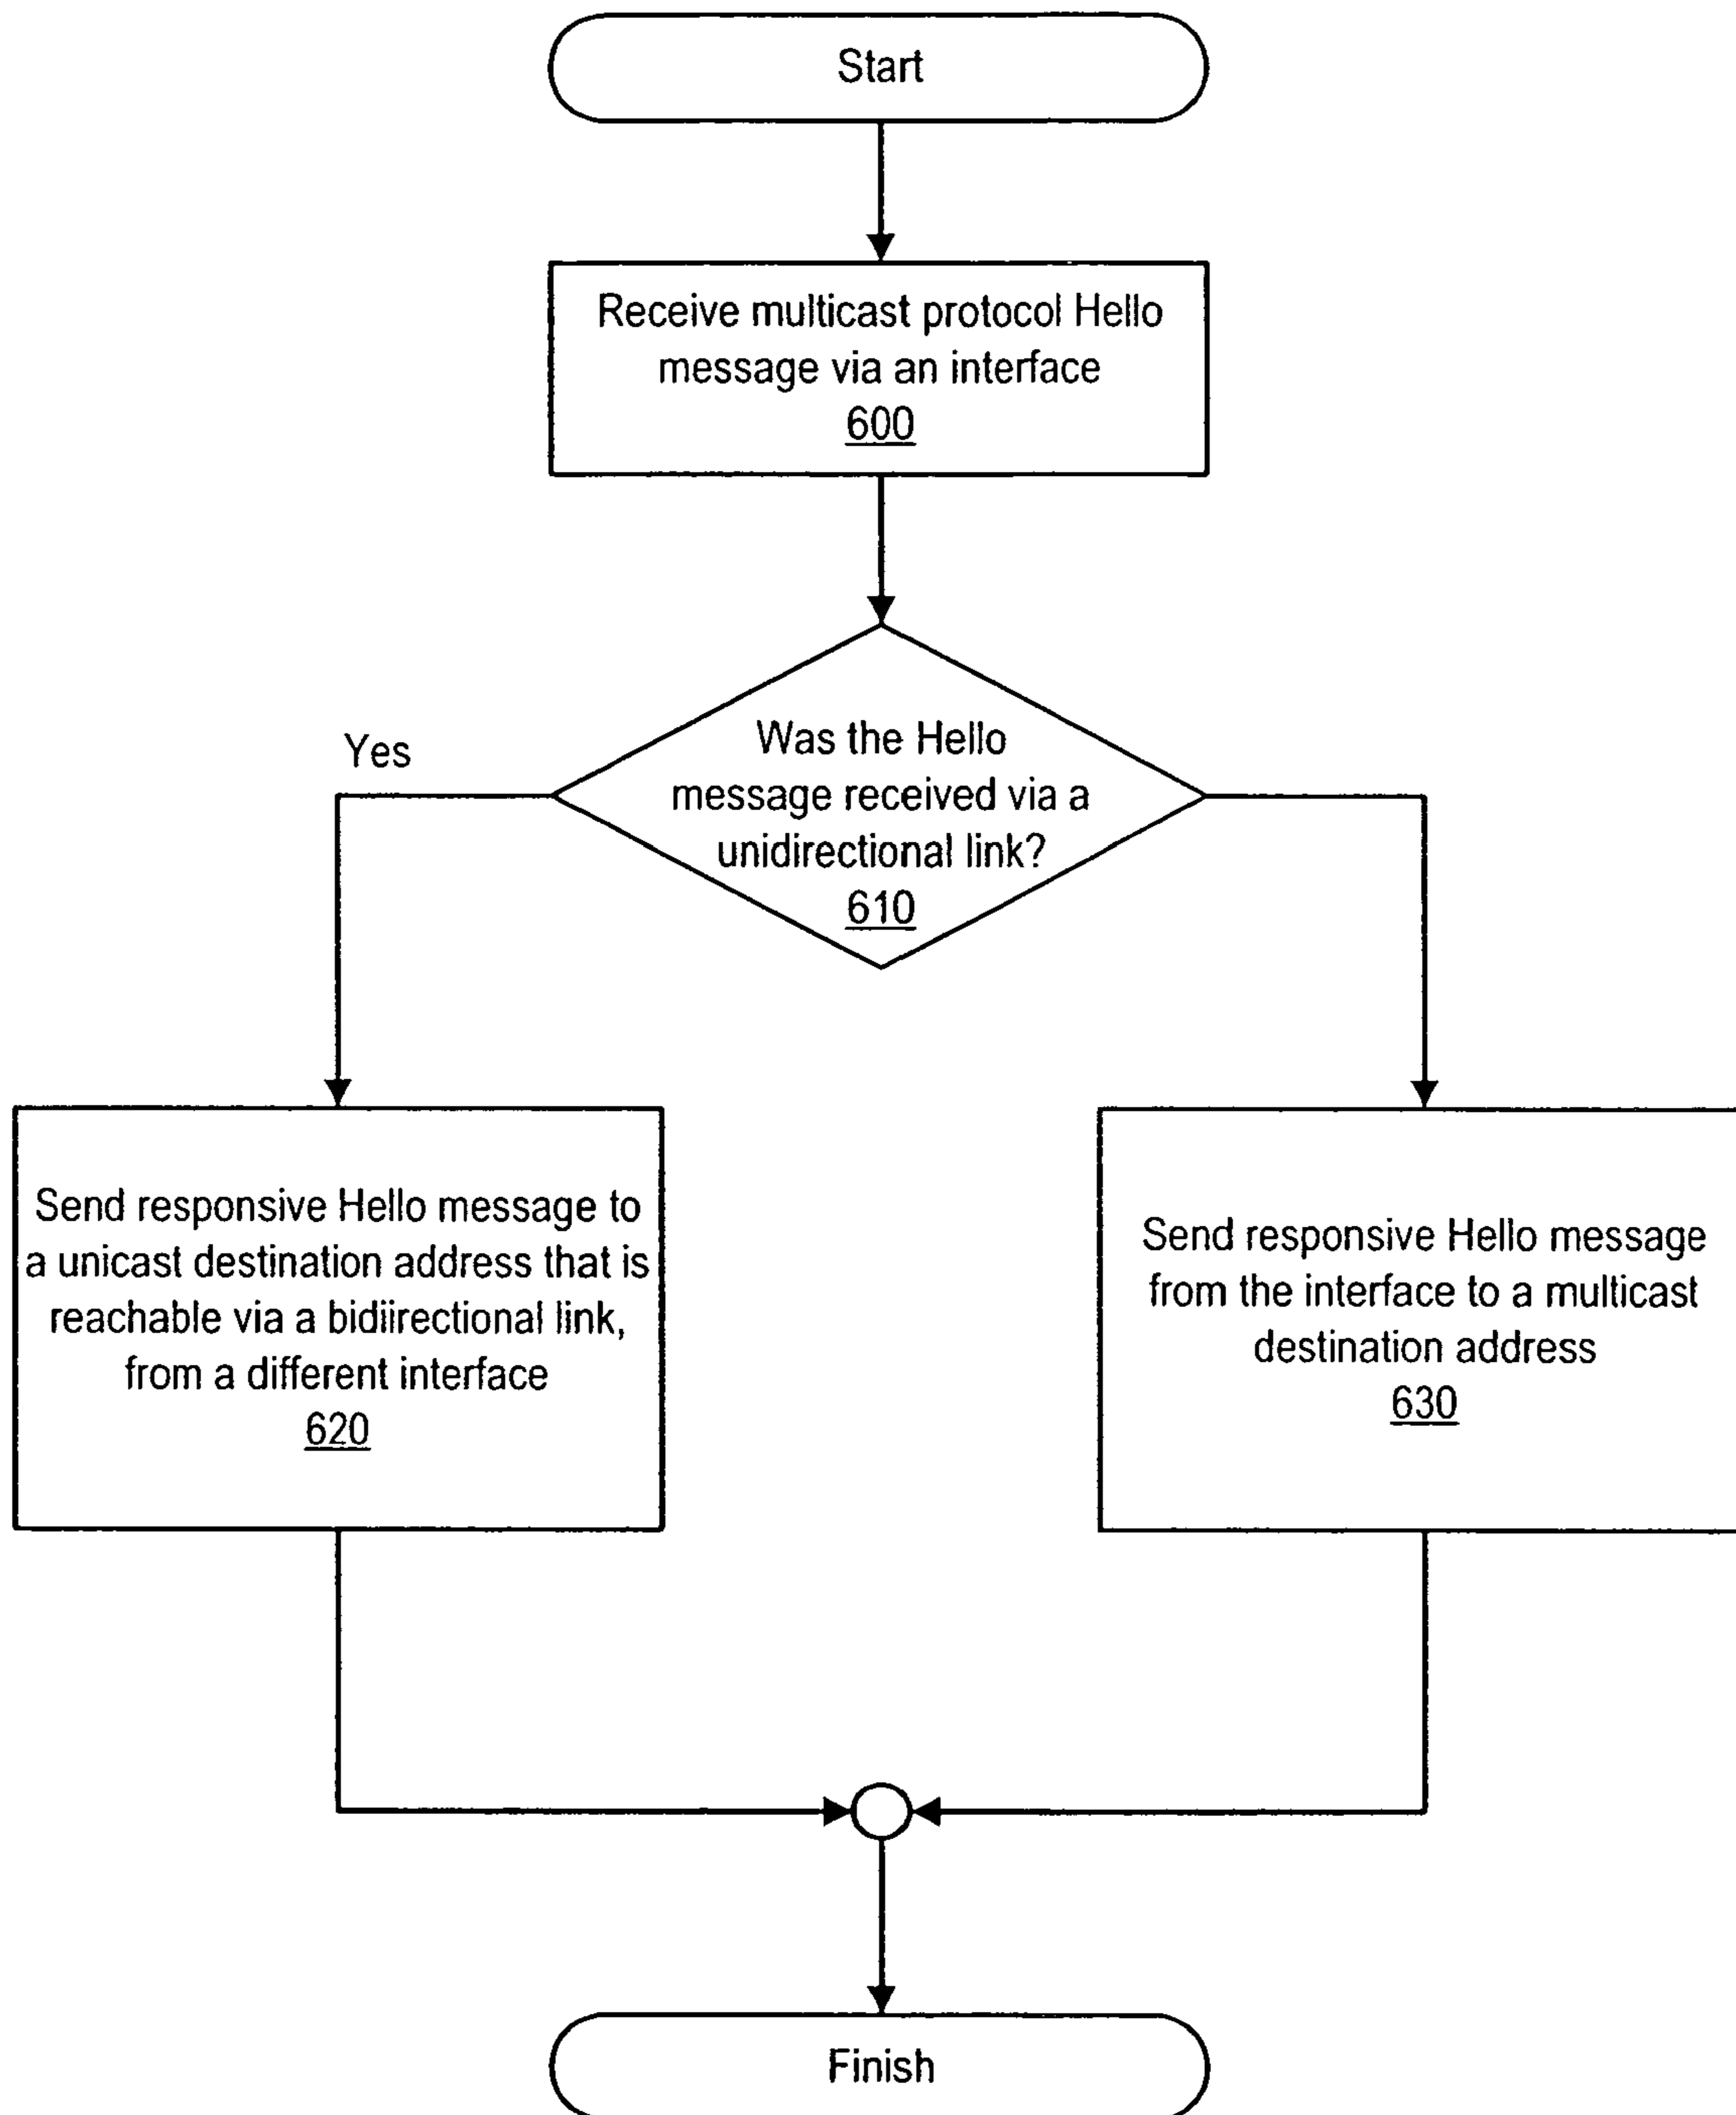 Start
Receive multicast protocol Hello
message via an interface
600
Yes
Was the Hello
message received via a
unidirectional link?
610
Send responsive Hello message to
a unicast destination address that is
reachable via a bidiirectional link,
from a different interface
620
Send responsive Hello message
from the interface to a multicast
destination address
630
Finish